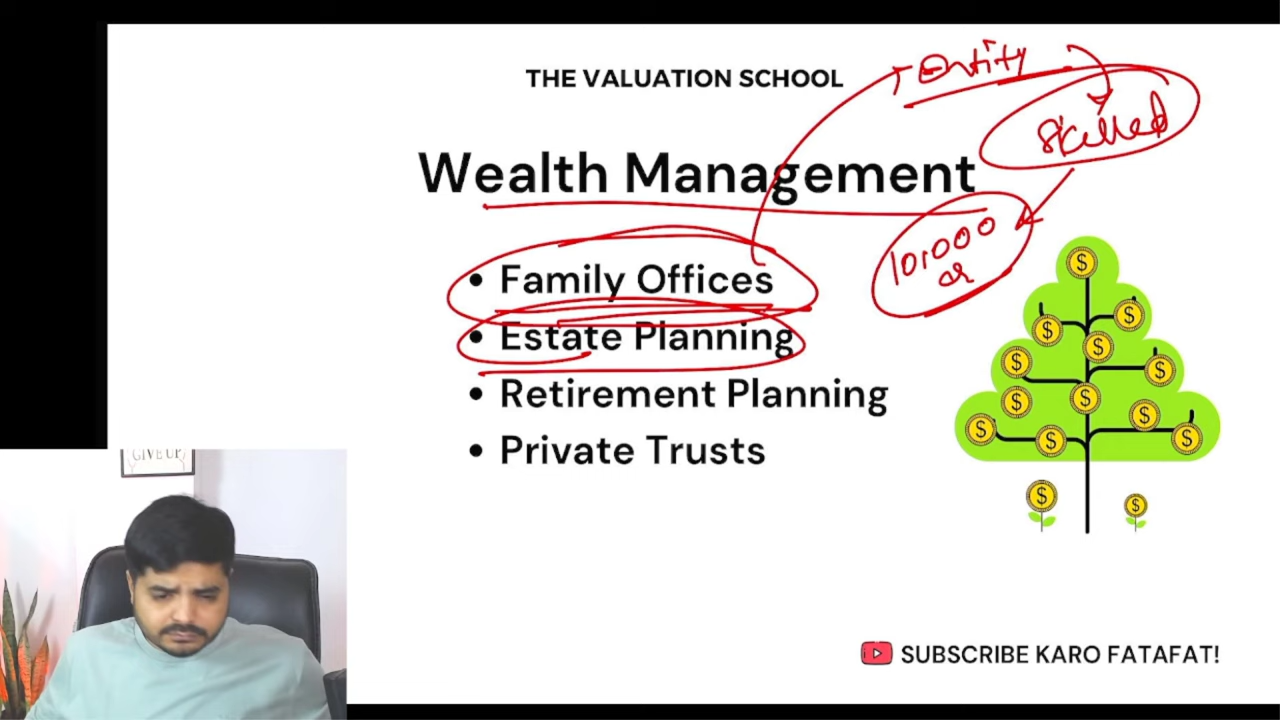 THE VALUATION SCHOOL
Entity
Skilled
Wealth Management
10,000
cr
• Family Offices
• Estate Planning
• Retirement Planning
• Private Trusts
GIVE UP
SUBSCRIBE KARO FATAFAT!